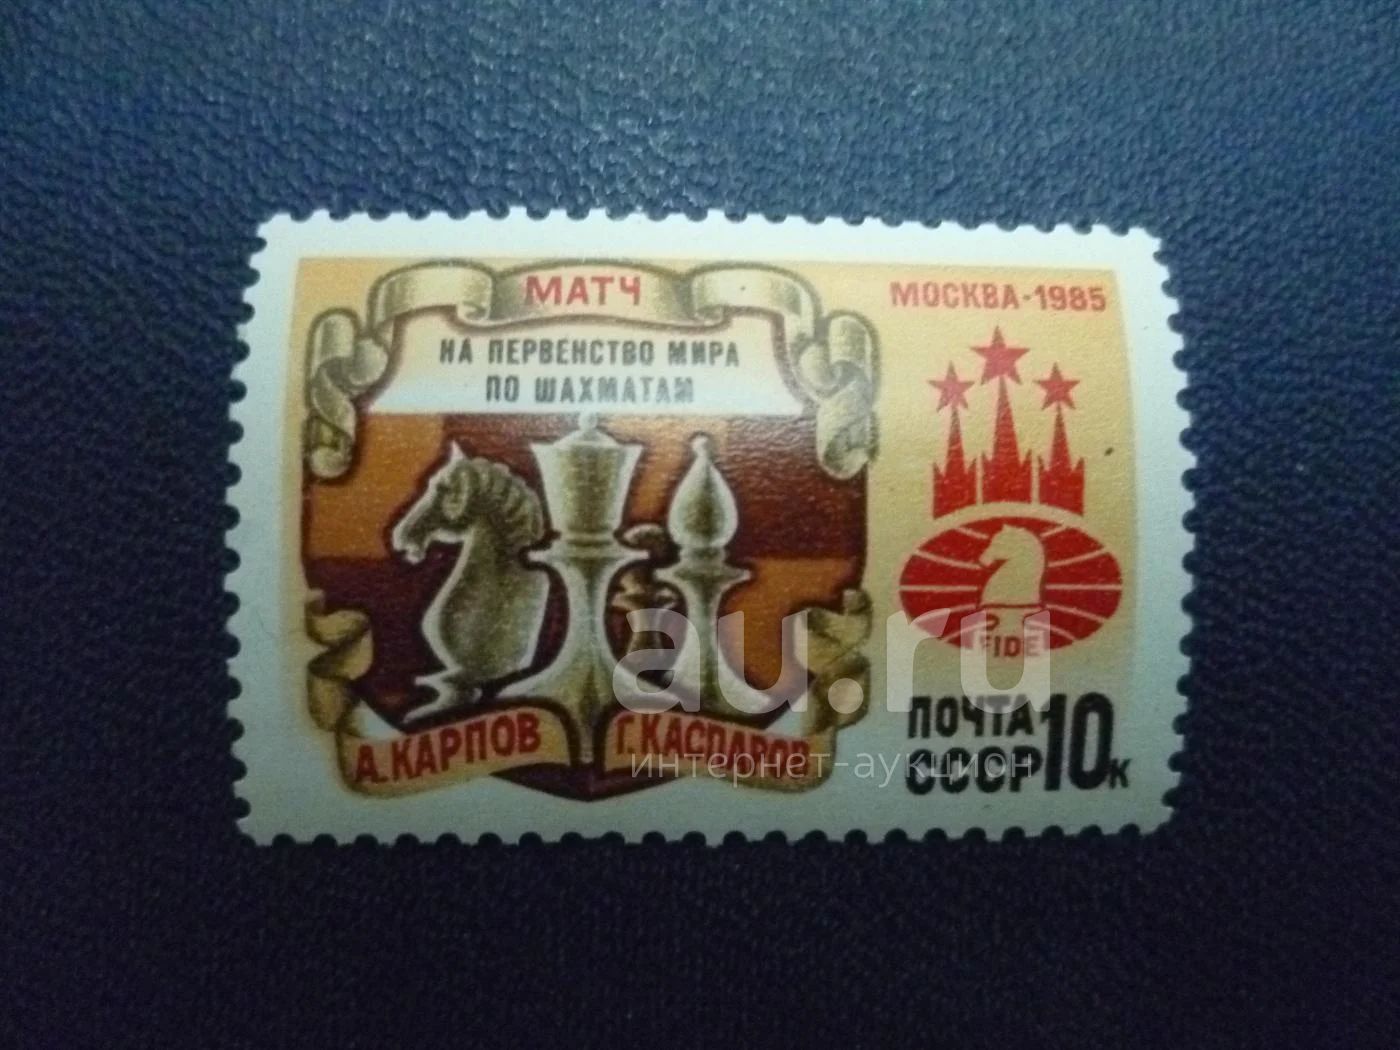 МАТЧ
НА ПЕРВЕНСТВО МИРА
ПО ШАХМАТАМ
А.КАРПОВ
Г.КАСПАРОВ
МОСКВА-1985
FIDE
ПОЧТА
СССР 10к
au.ru
интернет-аукцион